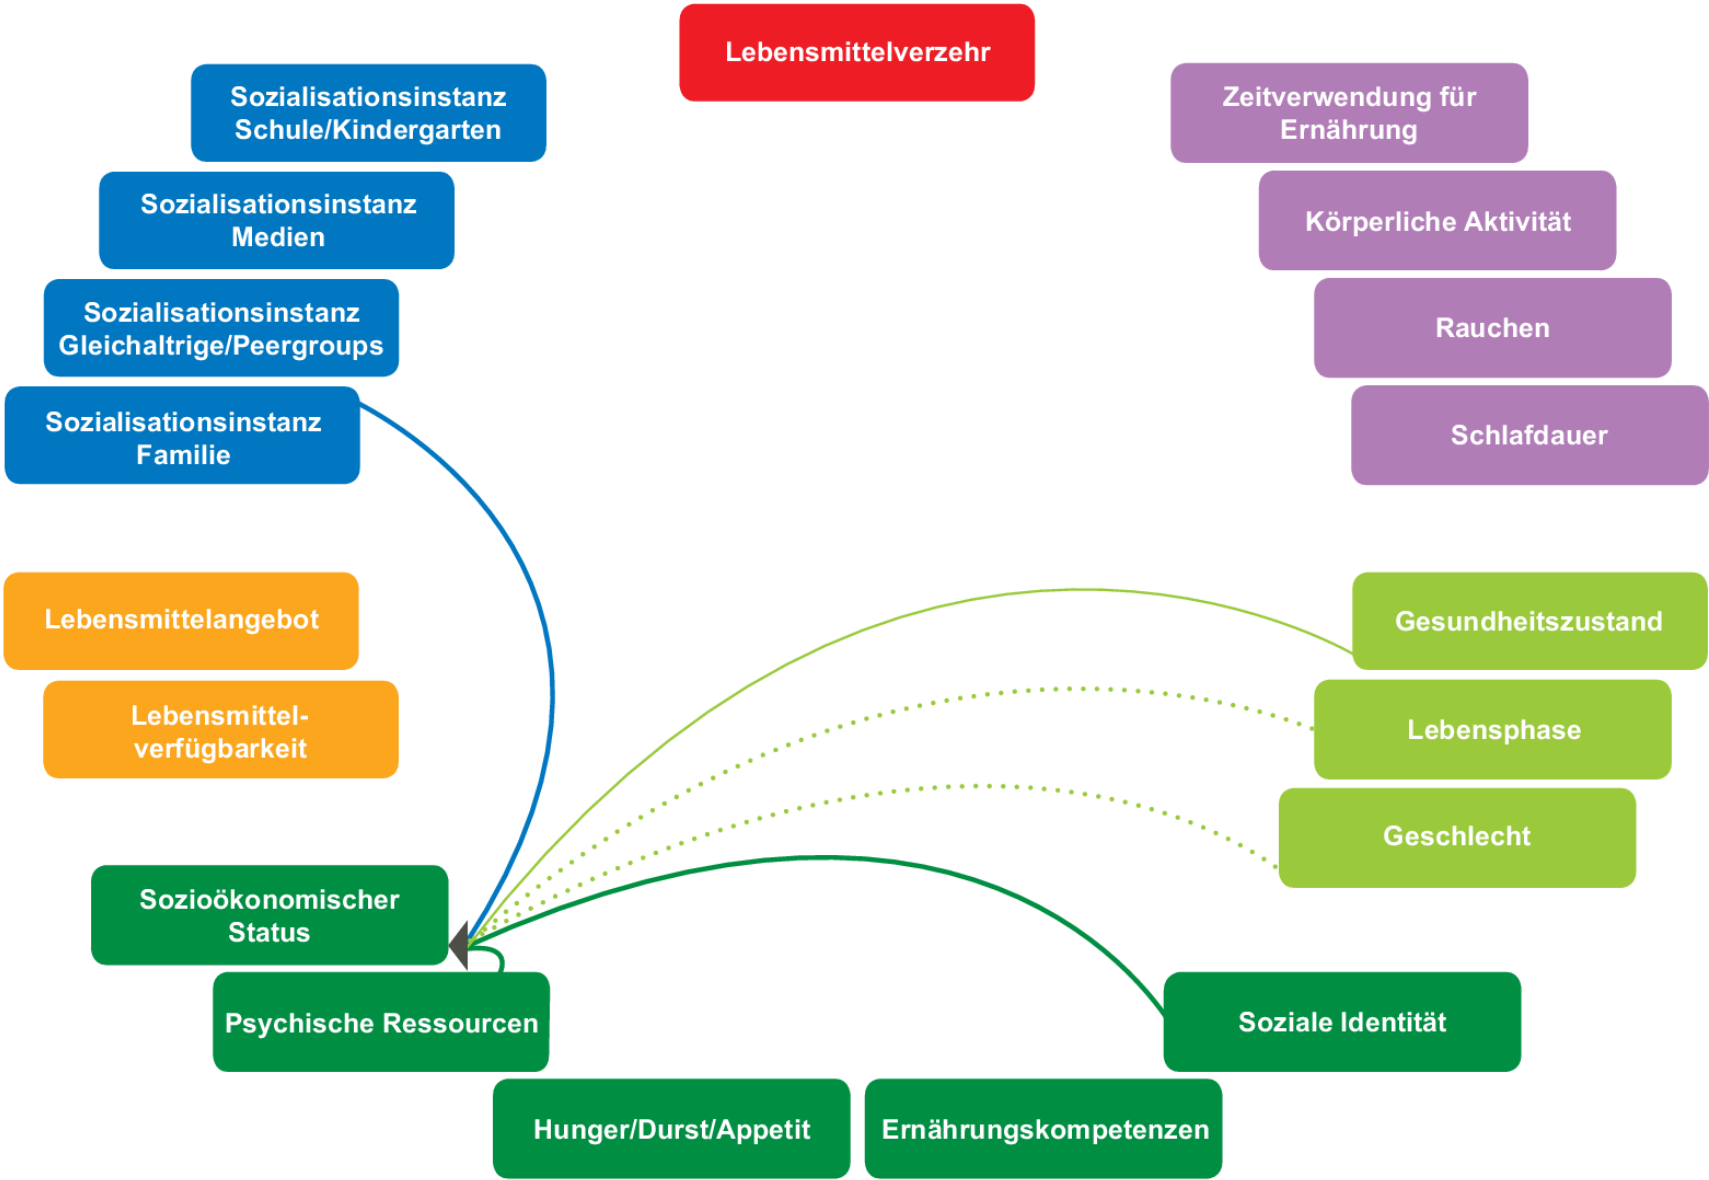 Lebensmittelverzehr
Sozialisationsinstanz
Schule/Kindergarten
Zeitverwendung für
Ernährung
Sozialisationsinstanz
Medien
Körperliche Aktivität
Sozialisationsinstanz
Gleichaltrige/Peergroups
Rauchen
Sozialisationsinstanz
Familie
Schlafdauer
Lebensmittelangebot
Gesundheitszustand
Lebensmittel-
verfügbarkeit
Lebensphase
Geschlecht
Sozioökonomischer
Status
Psychische Ressourcen
Soziale Identität
Hunger/Durst/Appetit
Ernährungskompetenzen